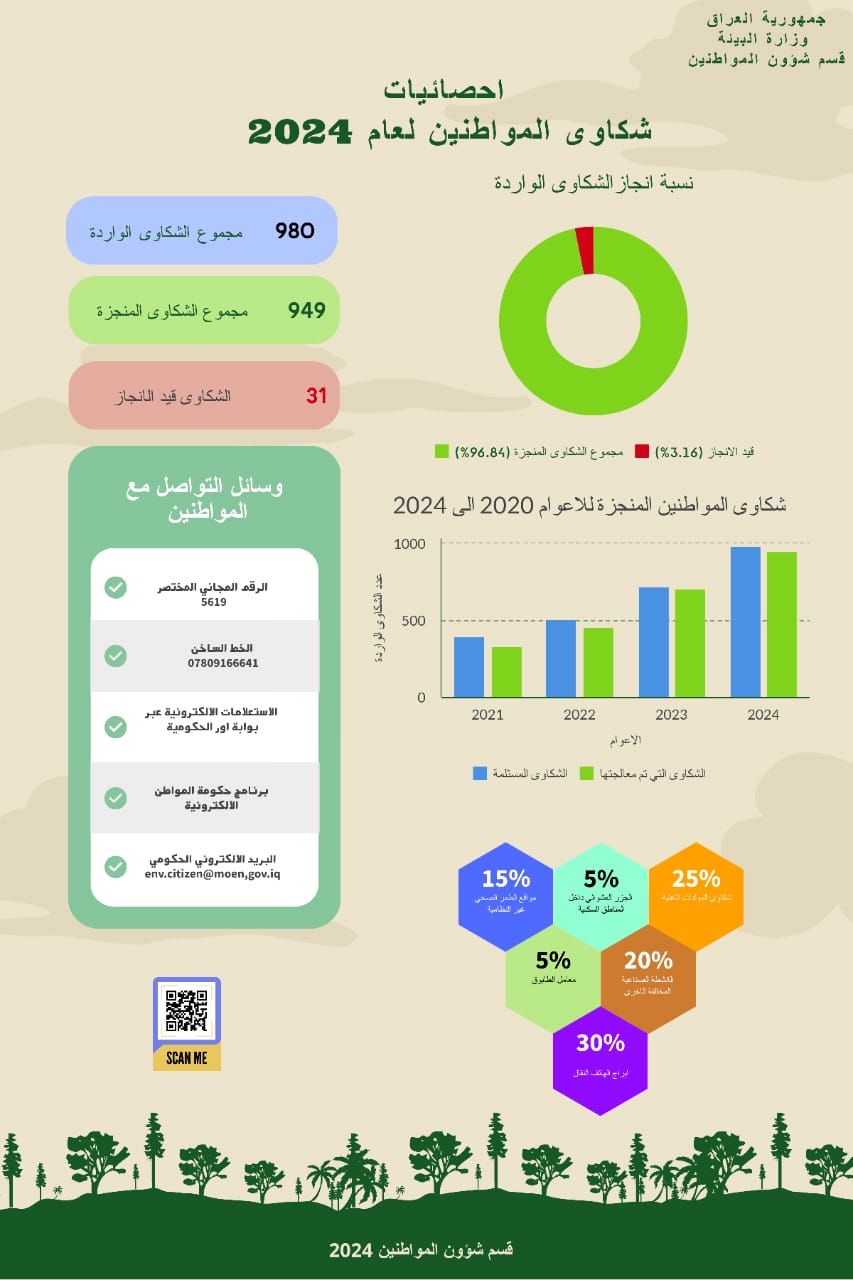 جمهورية العراق
وزارة البيئة
قسم شؤون المواطنين
احصائيات
شكاوى المواطنين لعام 2024
نسبة انجاز الشكاوى الواردة
980 مجموع الشكاوى الواردة
949 مجموع الشكاوى المنجزة
31 الشكاوى قيد الانجاز
قيد الانجاز (3.16%)
مجموع الشكاوى المنجزة (96.84%)
وسائل التواصل مع
المواطنين
الرقم المجاني المختصر
5619
الخط الساخن
07809166641
الاستعلامات الالكترونية عبر
بوابة اور الحكومية
برنامج حكومة المواطن
الالكترونية
البريد الالكتروني الحكومي
env.citizen@moen,gov.iq
SCAN ME
شكاوى المواطنين المنجزة للاعوام 2020 الى 2024
عدد الشكاوى الواردة
1000
500
0
2021
2022
2023
2024
الاعوام
الشكاوى التي تم معالجتها
الشكاوى المستلمة
25%
شكاوى المولدات الاهلية
5%
الجزر العشوائي داخل
المناطق السكنية
15%
مواقع الطمر الصحي
غير النظامية
20%
الانشطة الصناعية
المخالفة الاخرى
5%
معامل الطابوق
30%
ابراج الهاتف النقال
قسم شؤون المواطنين 2024